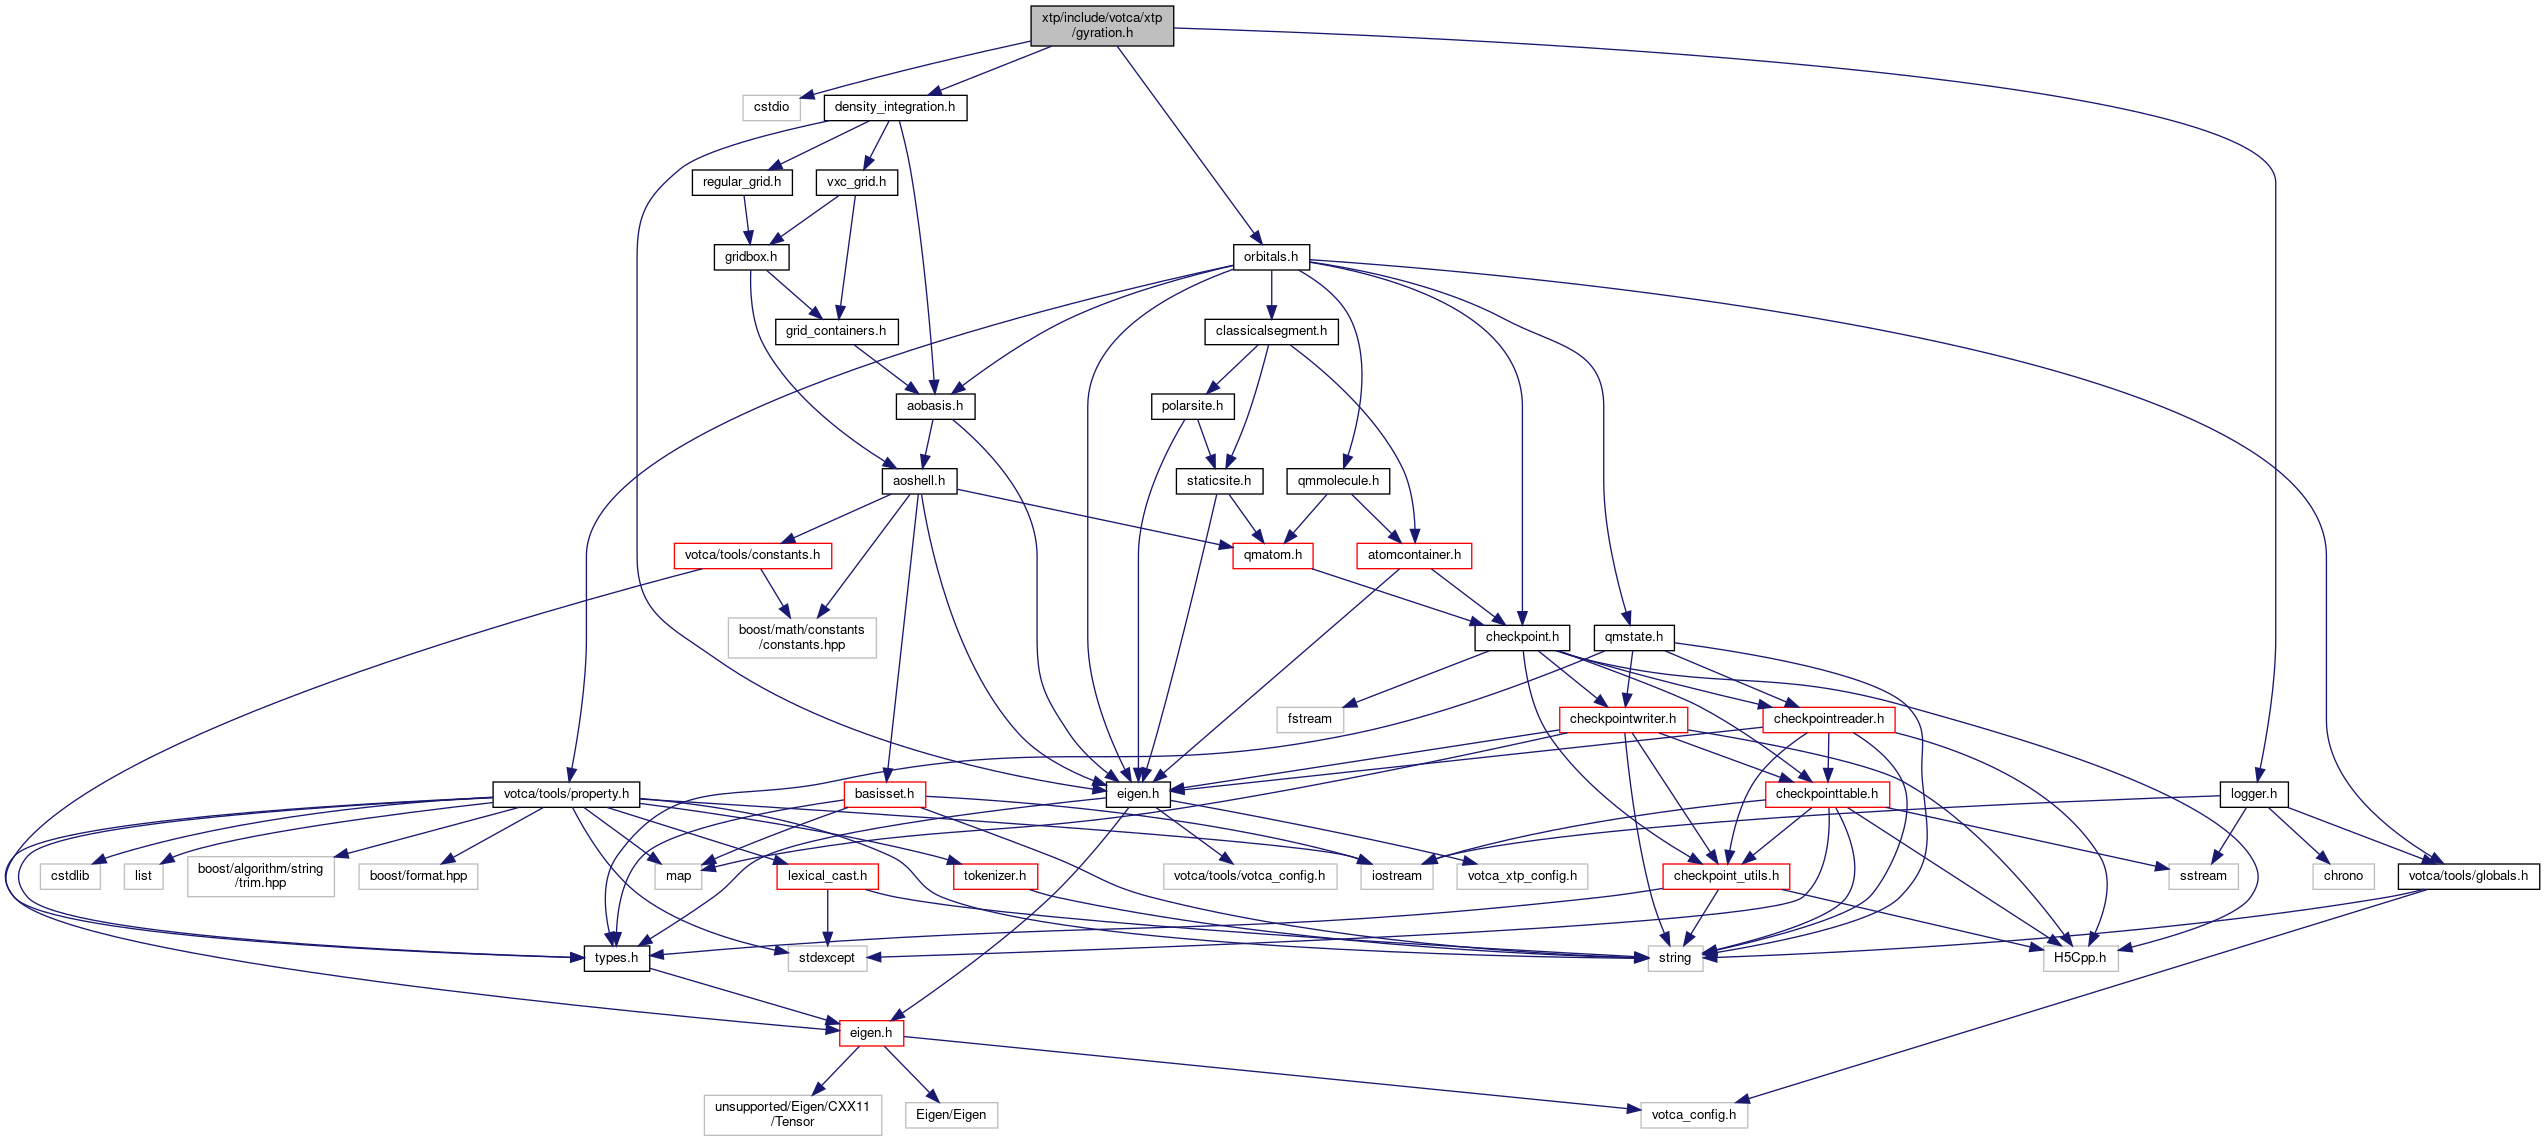 xtp/include/votca/xtp
/gyration.h
cstdio
density_integration.h
regular_grid.h
vxc_grid.h
gridbox.h
orbitals.h
grid_containers.h
classicalsegment.h
aobasis.h
polarsite.h
aoshell.h
staticsite.h
qmmolecule.h
votca/tools/constants.h
qmatom.h
atomcontainer.h
boost/math/constants
/constants.hpp
checkpoint.h
qmstate.h
fstream
checkpointwriter.h
checkpointreader.h
votca/tools/property.h
basisset.h
eigen.h
checkpointtable.h
logger.h
cstdlib
list
boost/algorithm/string
/trim.hpp
boost/format.hpp
map
lexical_cast.h
tokenizer.h
votca/tools/votca_config.h
iostream
votca_xtp_config.h
checkpoint_utils.h
sstream
chrono
votca/tools/globals.h
types.h
stdexcept
string
H5Cpp.h
eigen.h
unsupported/Eigen/CXX11
/Tensor
Eigen/Eigen
votca_config.h